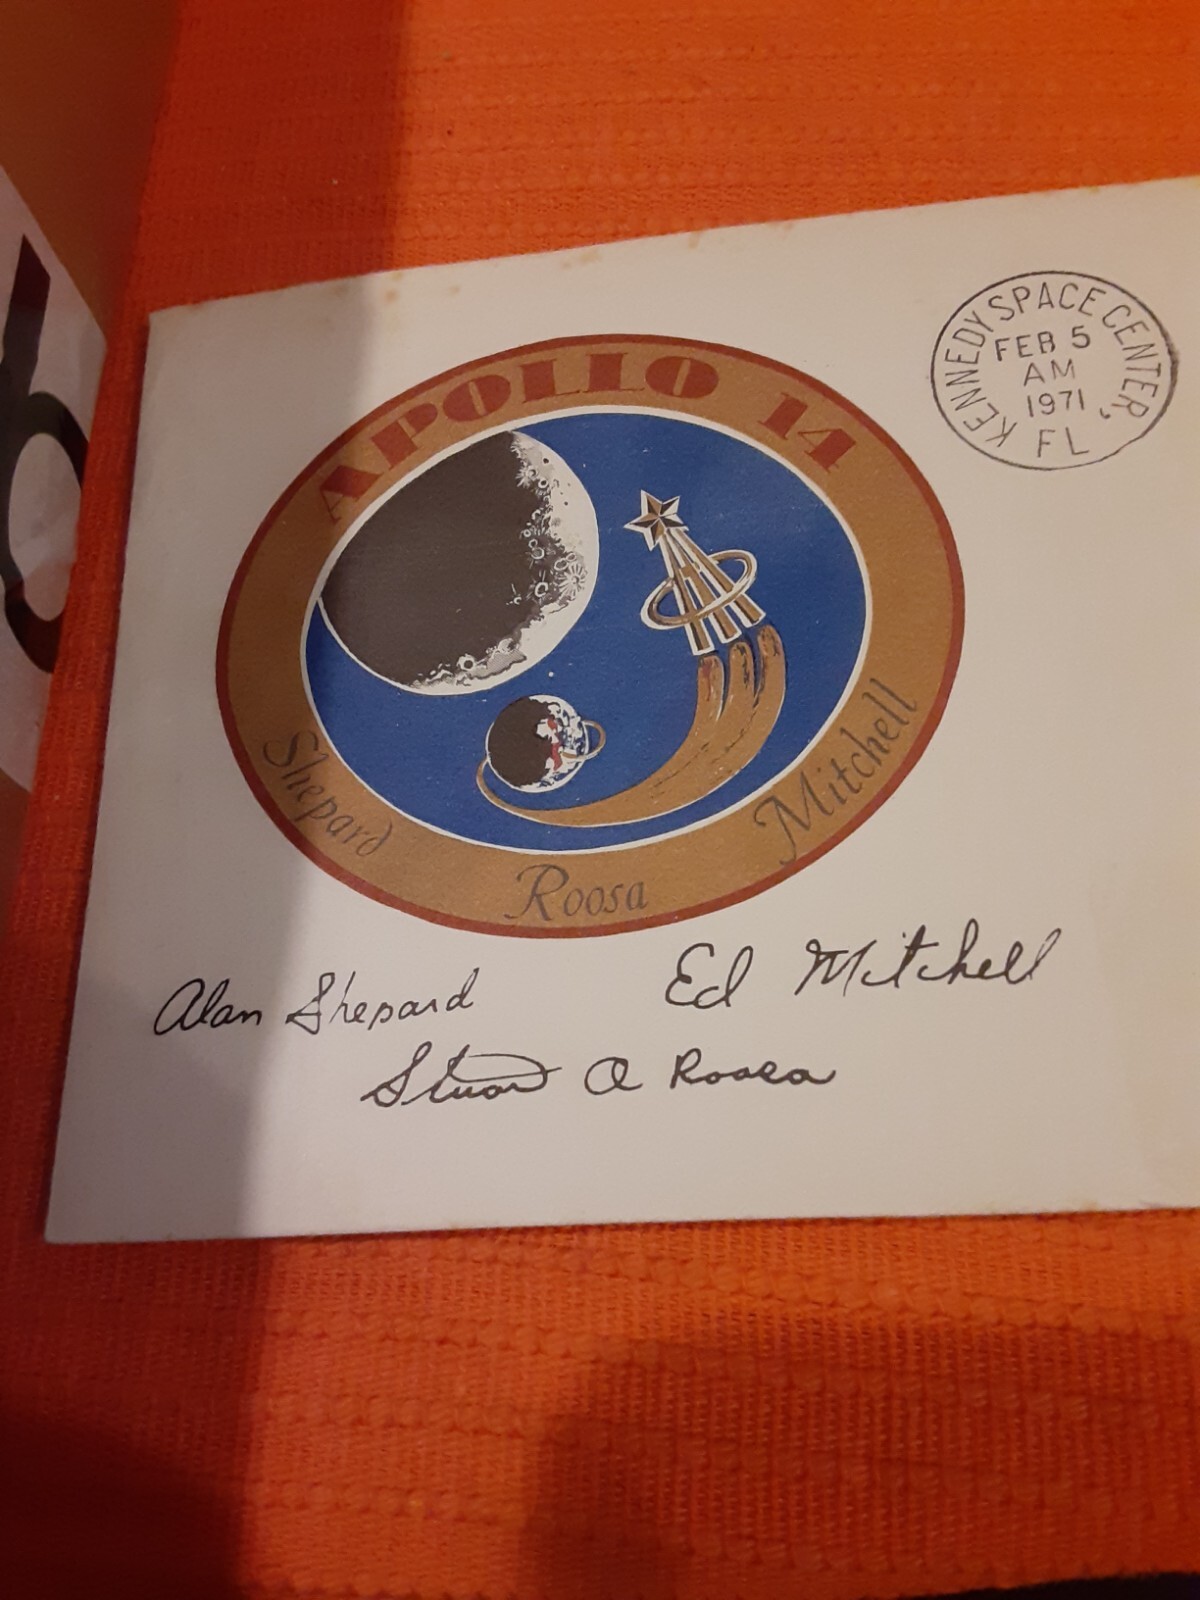 b
KENNEDY SPACE CENTER, FL
FEB 5
AM
1971
APOLLO 14
Shepard
Roosa
Mitchell
Alan Shepard
Ed Mitchell
Stuart A Roosa